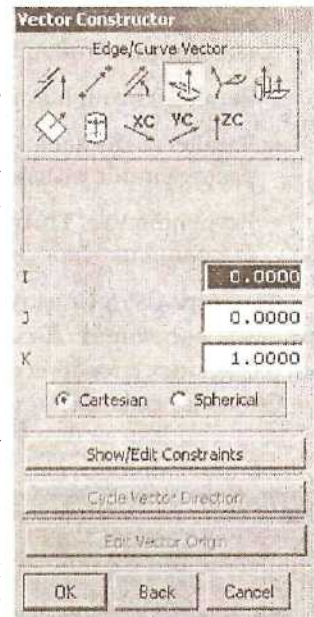 Vector Constructor
Edge/Curve Vector
XC YC ZC
I 0.0000
J 0.0000
K 1.0000
Cartesian Spherical
Show/Edit Constraints
Cycle Vector Direction
Edit Vector Origin
OK Back Cancel